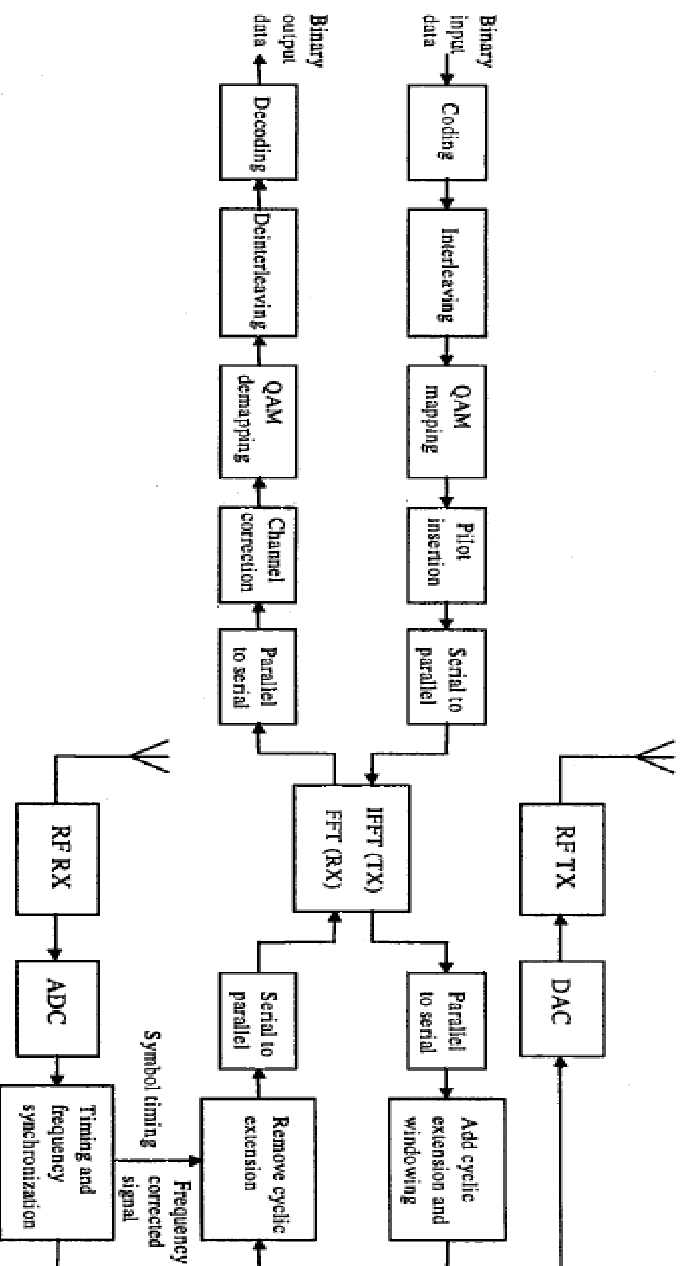 RF TX
DAC
Binary
input
data
Coding
Interleaving
QAM
mapping
Pilot
insertion
Serial to
parallel
Parallel
to serial
Add cyclic
extension and
windowing
IFFT (TX)
FFT (RX)
Binary
output
data
Decoding
Deinterleaving
QAM
demapping
Channel
correction
Parallel
to serial
Serial to
parallel
Remove cyclic
extension
Symbol timing
Frequency
corrected
signal
RF RX
ADC
Timing and
frequency
synchronization